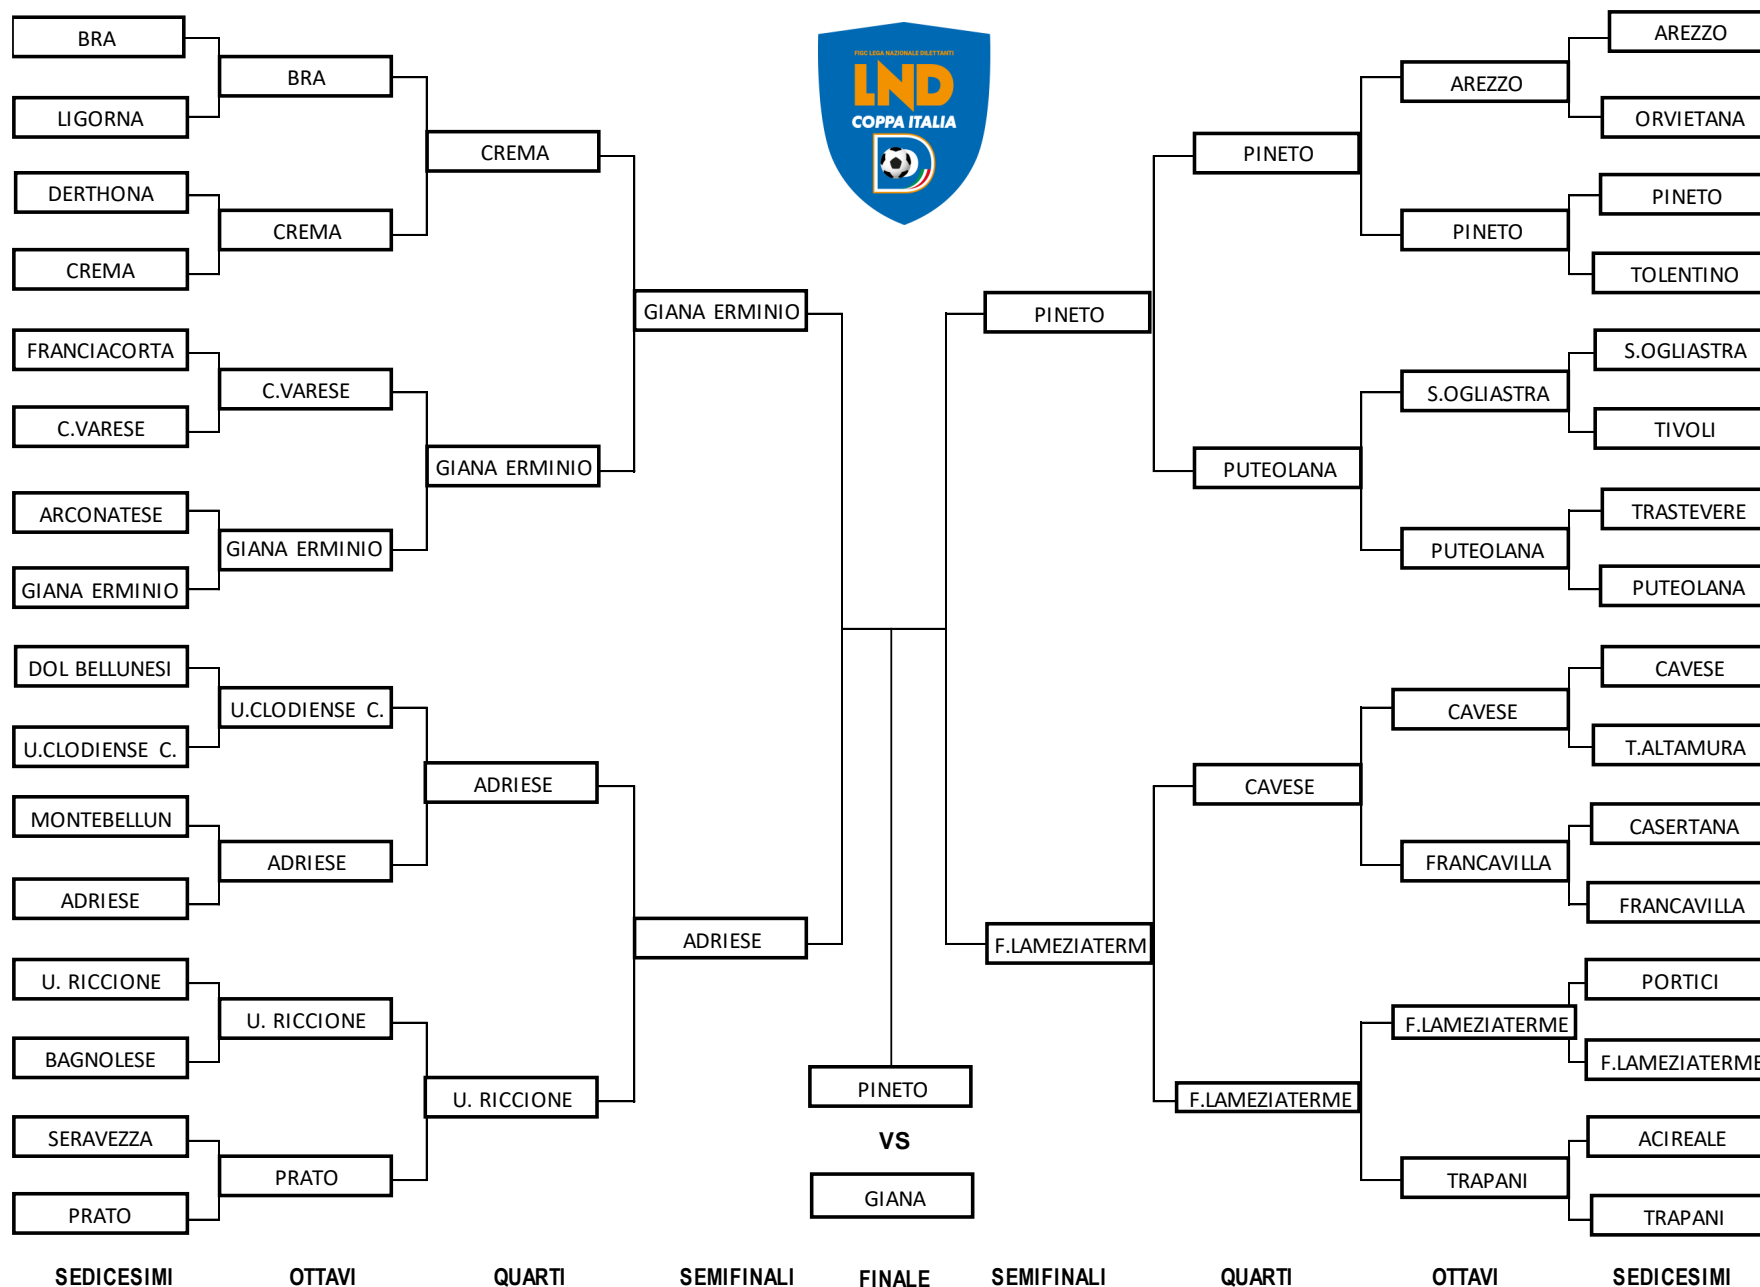 BRA
LIGORNA
DERTHONA
CREMA
FRANCIACORTA
C.VARESE
ARCONATESE
GIANA ERMINIO
DOL BELLUNESI
U.CLODIENSE C.
MONTEBELLUN
ADRIESE
U. RICCIONE
BAGNOLESE
SERAVEZZA
PRATO
SEDICESIMI
BRA
CREMA
C.VARESE
GIANA ERMINIO
U.CLODIENSE C.
ADRIESE
U. RICCIONE
PRATO
OTTAVI
CREMA
GIANA ERMINIO
ADRIESE
U. RICCIONE
QUARTI
GIANA ERMINIO
ADRIESE
SEMIFINALI
FIGC LEGA NAZIONALE DILETTANTI
LND
COPPA ITALIA
D
PINETO
VS
GIANA
FINALE
PINETO
F.LAMEZIATERM
SEMIFINALI
PINETO
PUTEOLANA
CAVESE
F.LAMEZIATERME
QUARTI
AREZZO
PINETO
S.OGLIASTRA
PUTEOLANA
CAVESE
FRANCAVILLA
F.LAMEZIATERME
TRAPANI
OTTAVI
AREZZO
ORVIETANA
PINETO
TOLENTINO
S.OGLIASTRA
TIVOLI
TRASTEVERE
PUTEOLANA
CAVESE
T.ALTAMURA
CASERTANA
FRANCAVILLA
PORTICI
F.LAMEZIATERME
ACIREALE
TRAPANI
SEDICESIMI